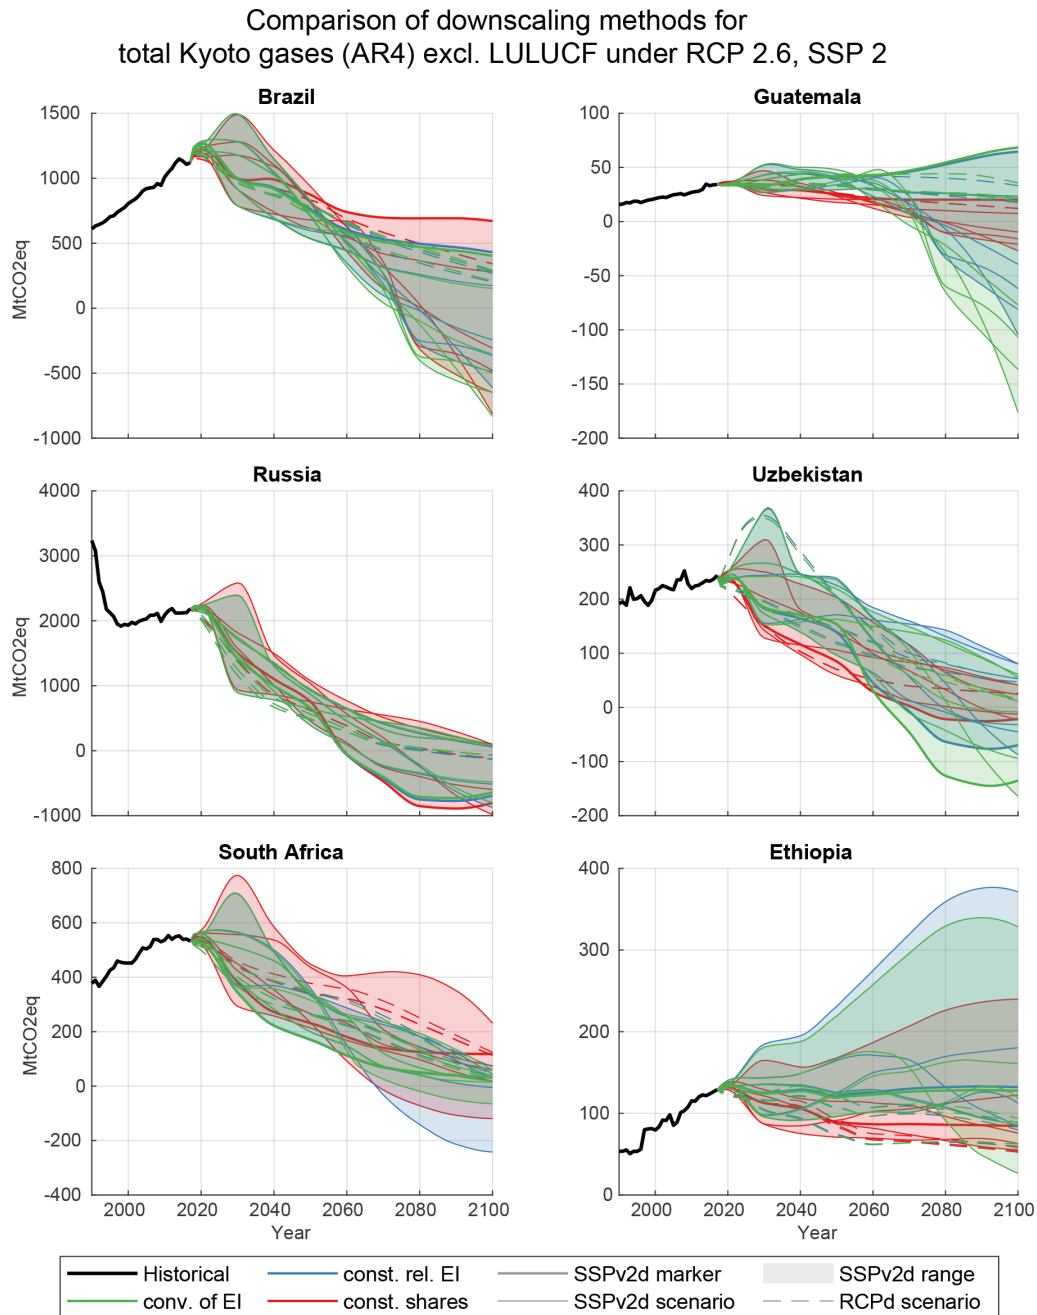 Comparison of downscaling methods for
total Kyoto gases (AR4) excl. LULUCF under RCP 2.6, SSP 2
Brazil
1500
1000
500
0
-500
-1000
MtCO2eq
Guatemala
100
50
0
-50
-100
-150
-200
Russia
4000
3000
2000
1000
0
-1000
MtCO2eq
Uzbekistan
400
300
200
100
0
-100
-200
South Africa
800
600
400
200
0
-200
-400
MtCO2eq
2000 2020 2040 2060 2080 2100
Year
Ethiopia
400
300
200
100
0
2000 2020 2040 2060 2080 2100
Year
Historical const. rel. EI SSPv2d marker SSPv2d range
conv. of EI const. shares SSPv2d scenario RCPd scenario